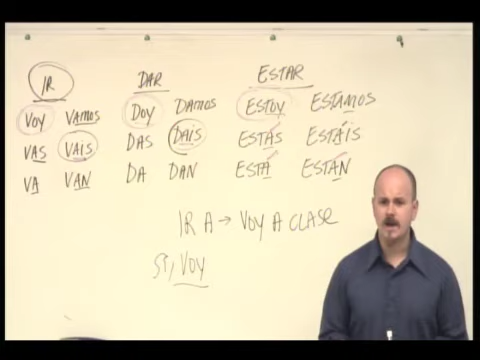 IR DAR ESTAR
VOY VAMOS DOY DAMOS ESTOY ESTAMOS
VAS VAIS DAS DAIS ESTÁS ESTÁIS
VA VAN DA DAN ESTÁ ESTÁN
IR A → VOY A CLASE
SÍ, VOY